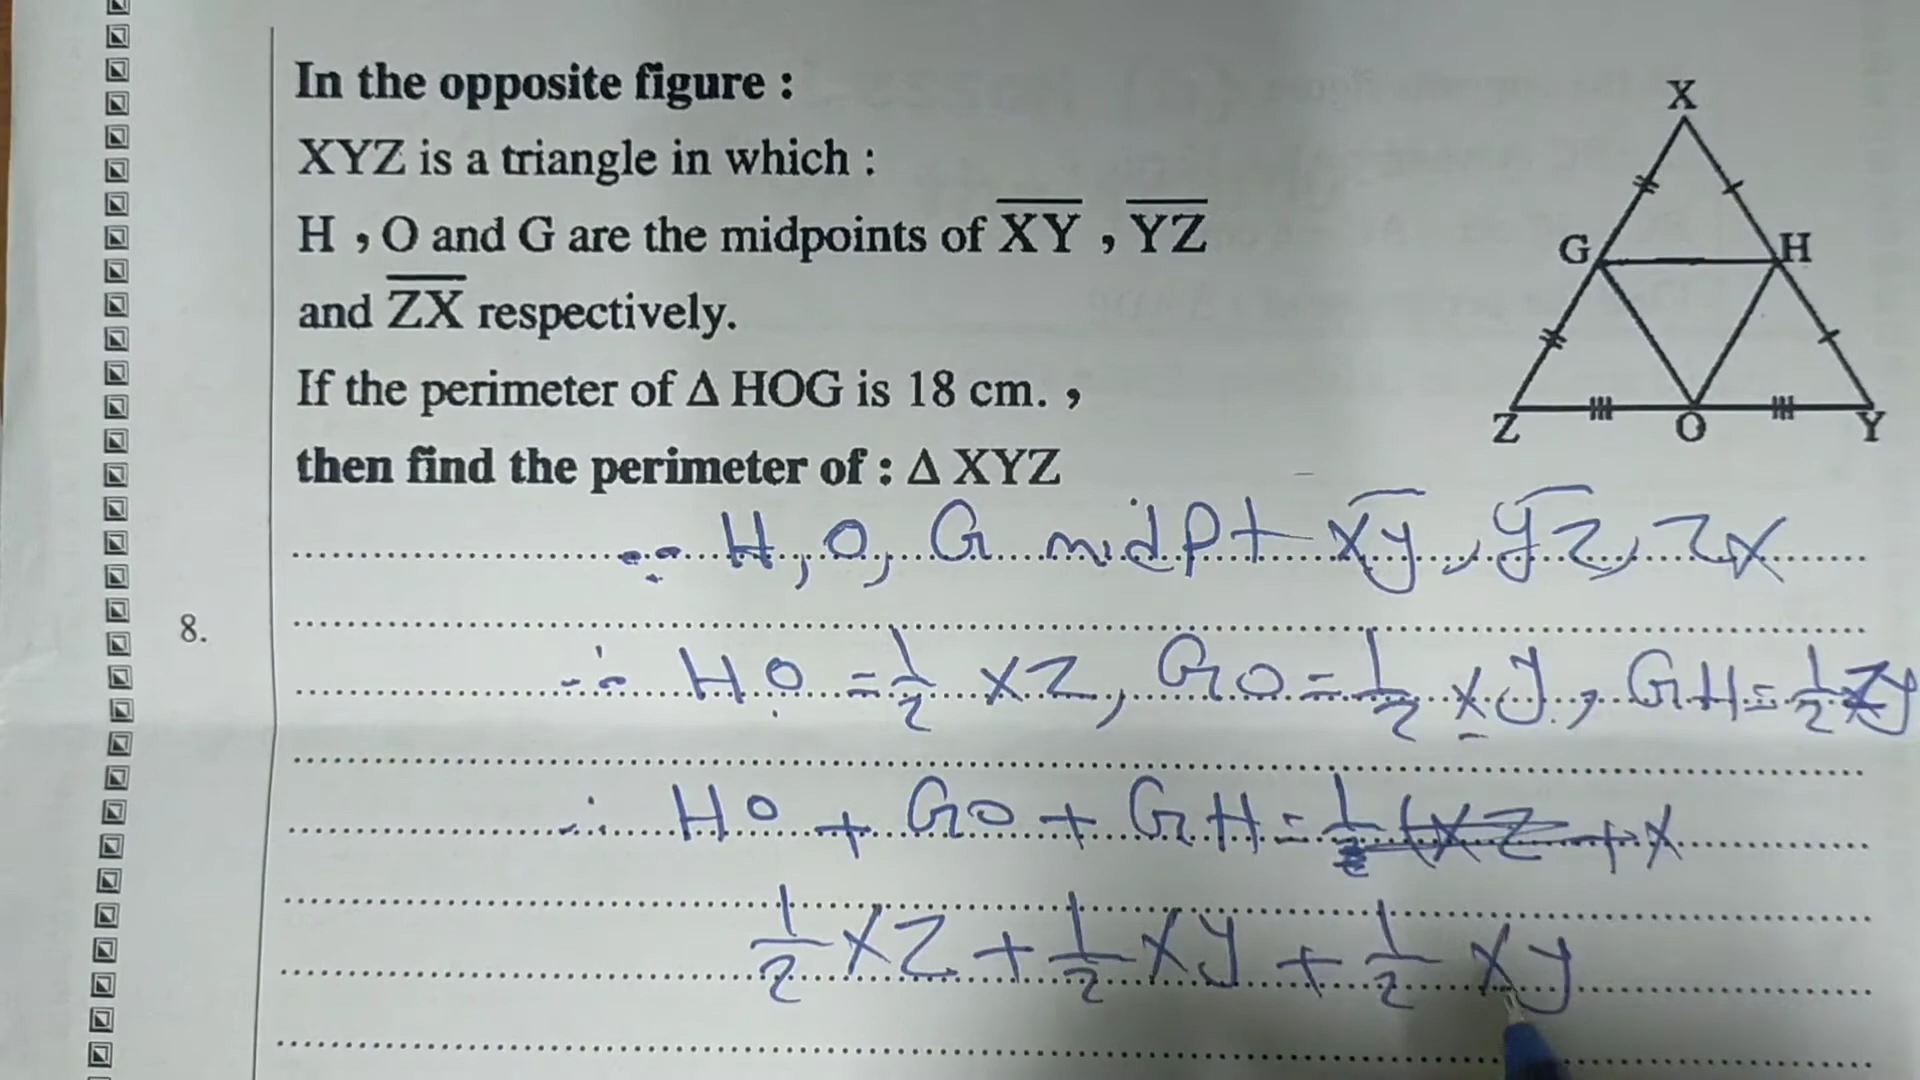 In the opposite figure :
XYZ is a triangle in which :
H , O and G are the midpoints of XY , YZ
and ZX respectively.
If the perimeter of Δ HOG is 18 cm. ,
then find the perimeter of : Δ XYZ
X
G
H
Z
O
Y
8.
∵ H, O, G midpt Xy, yZ, ZX
∴ HO = 1/2 XZ, GO = 1/2 Xy, GH = 1/2 Zy
∴ HO + GO + GH = 1/2 (XZ + X
1/2 XZ + 1/2 Xy + 1/2 Xy